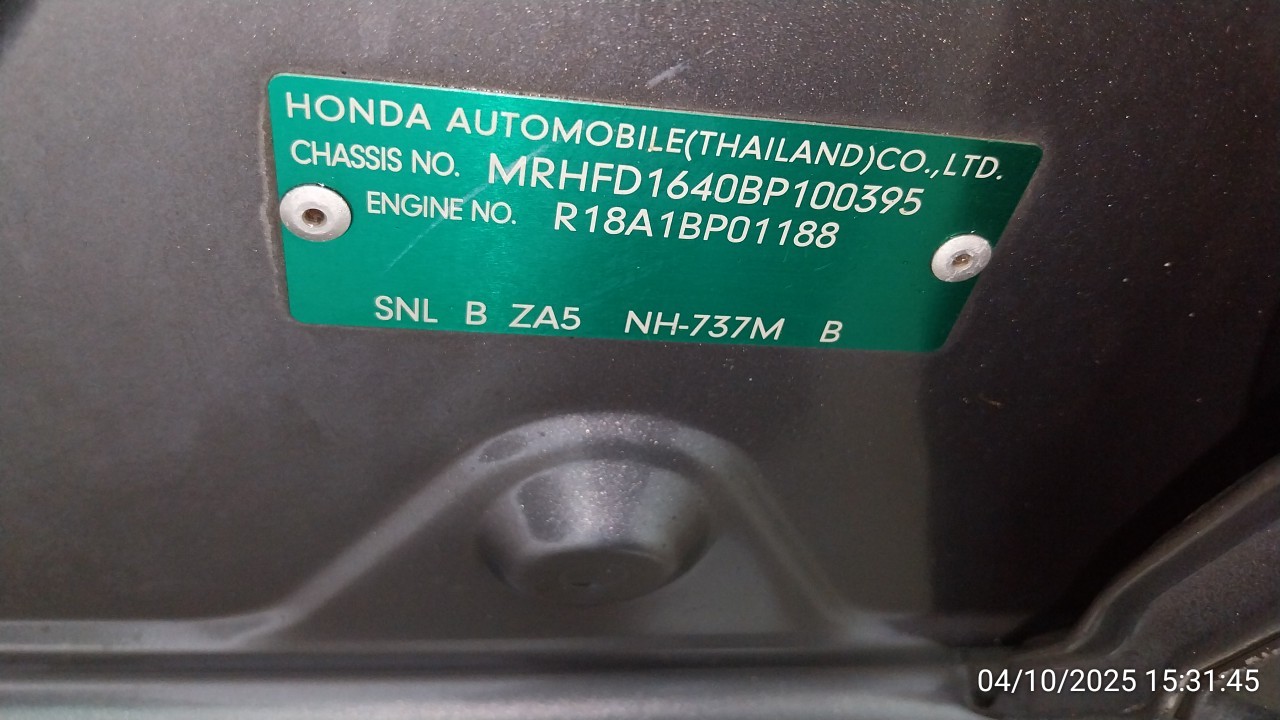 HONDA AUTOMOBILE(THAILAND)CO.,LTD.
CHASSIS NO. MRHFD1640BP100395
ENGINE NO. R18A1BP01188
SNL B ZA5 NH-737M B
04/10/2025 15:31:45